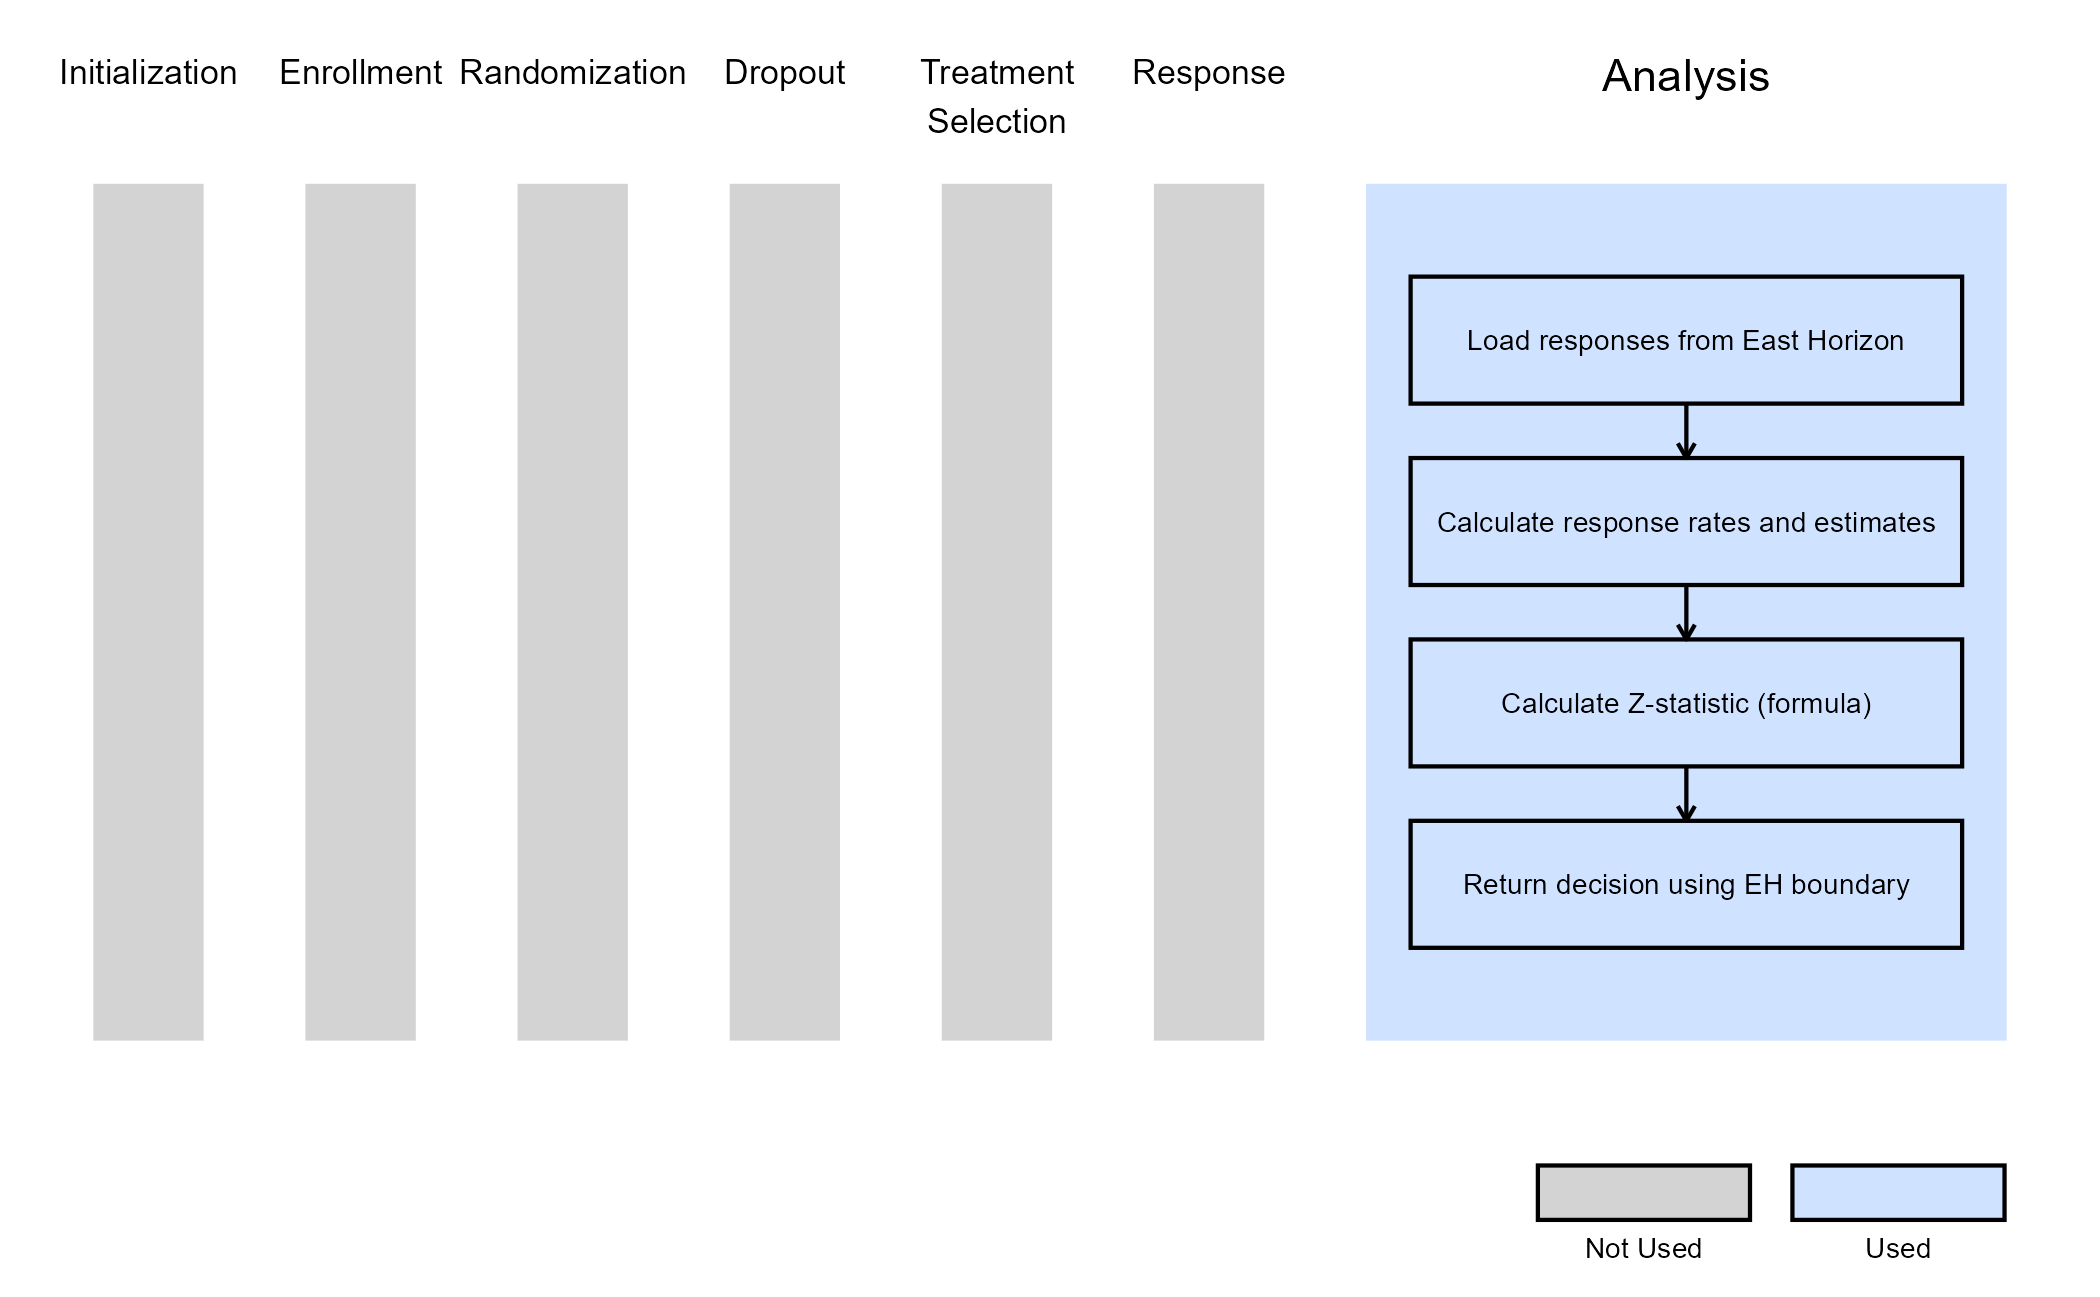 Initialization
Enrollment
Randomization
Dropout
Treatment
Selection
Response
Analysis
Load responses from East Horizon
Calculate response rates and estimates
Calculate Z-statistic (formula)
Return decision using EH boundary
Not Used
Used